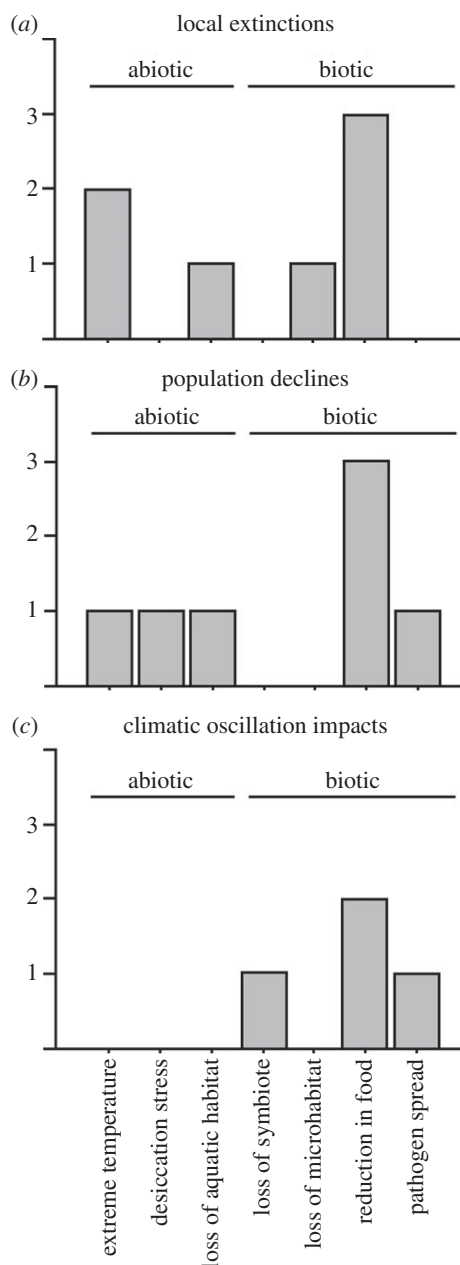 (a) local extinctions
abiotic biotic
3
2
1
(b) population declines
abiotic biotic
3
2
1
(c) climatic oscillation impacts
abiotic biotic
3
2
1
extreme temperature
desiccation stress
loss of aquatic habitat
loss of symbiote
loss of microhabitat
reduction in food
pathogen spread